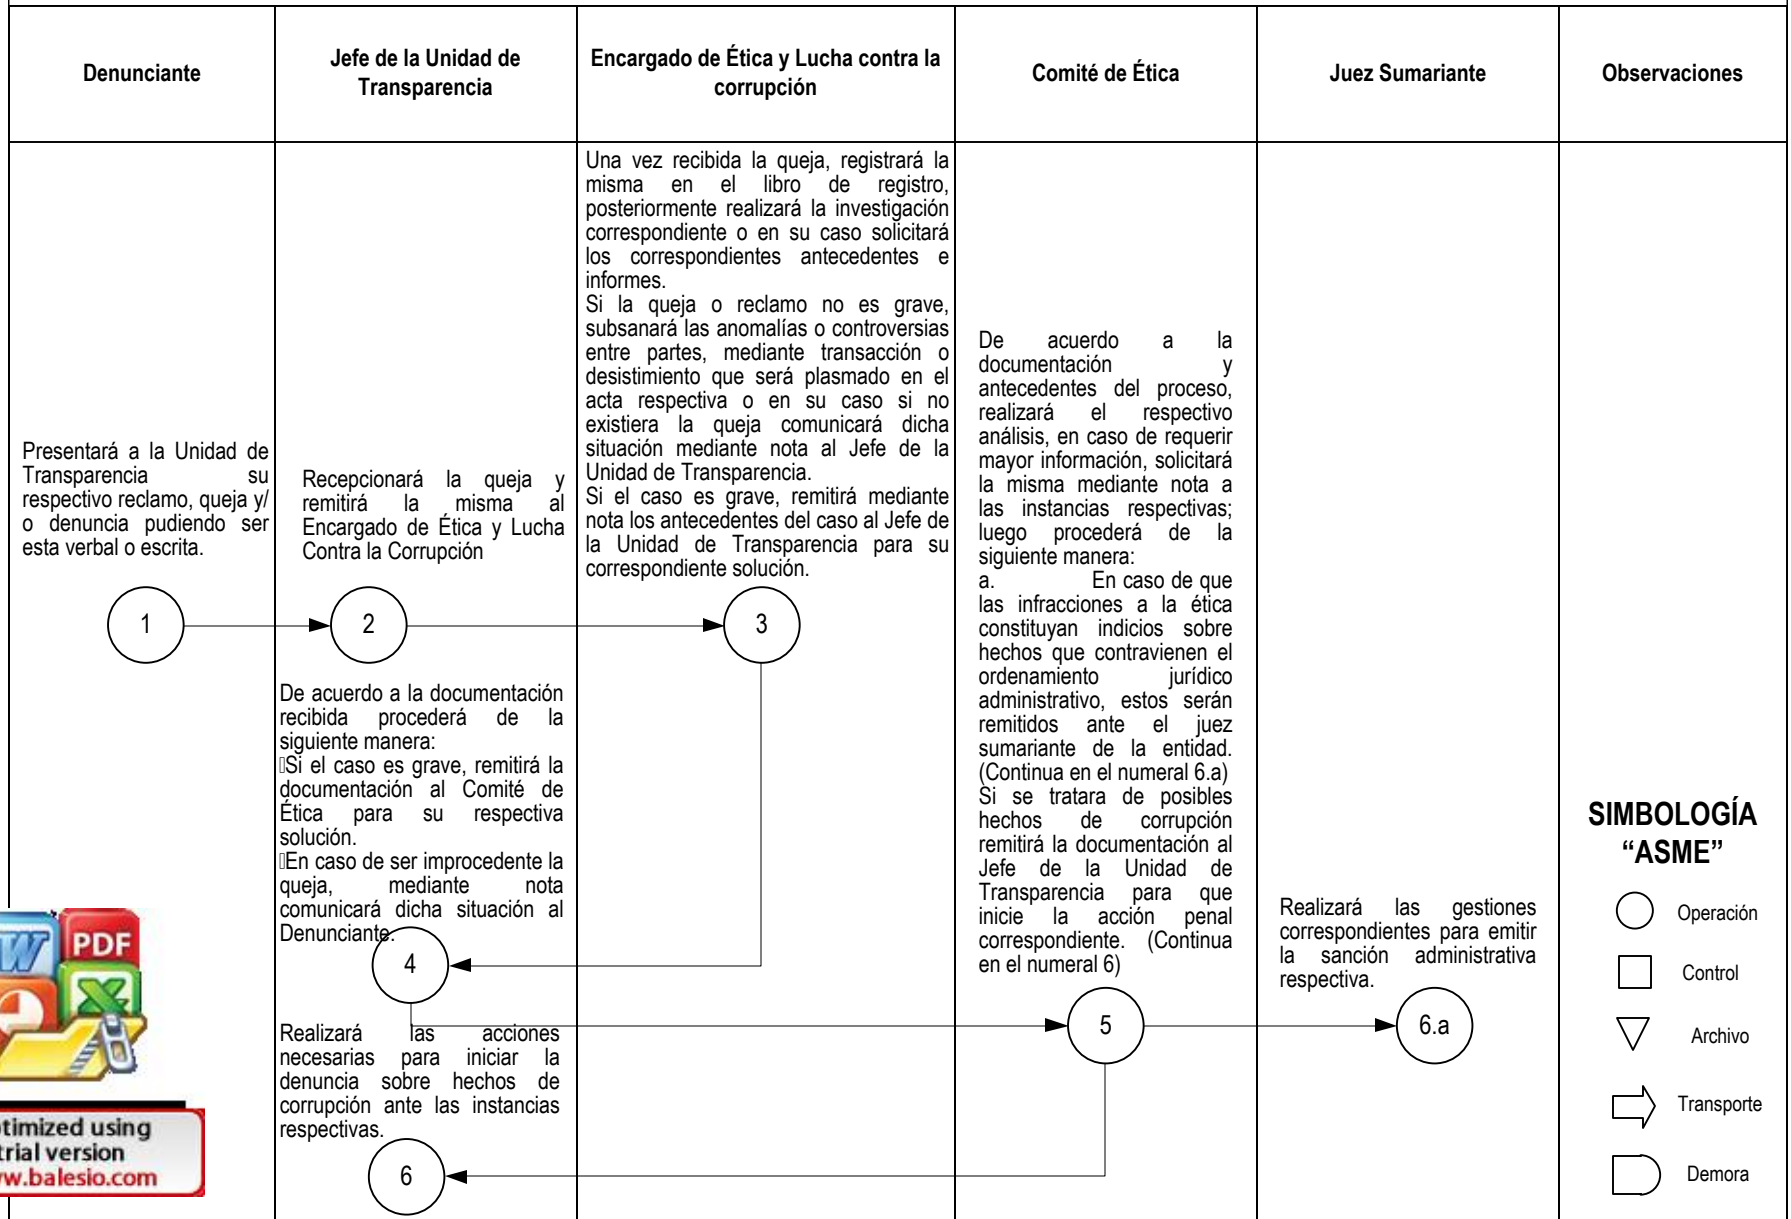 Denunciante
Jefe de la Unidad de
Transparencia
Encargado de Ética y Lucha contra la
corrupción
Comité de Ética
Juez Sumariante
Observaciones
Presentará a la Unidad de
Transparencia su
respectivo reclamo, queja y/
o denuncia pudiendo ser
esta verbal o escrita.
1
Recepcionará la queja y
remitirá la misma al
Encargado de Ética y Lucha
Contra la Corrupción
2
Una vez recibida la queja, registrará la
misma en el libro de registro,
posteriormente realizará la investigación
correspondiente o en su caso solicitará
los correspondientes antecedentes e
informes.
Si la queja o reclamo no es grave,
subsanará las anomalías o controversias
entre partes, mediante transacción o
desistimiento que será plasmado en el
acta respectiva o en su caso si no
existiera la queja comunicará dicha
situación mediante nota al Jefe de la
Unidad de Transparencia.
Si el caso es grave, remitirá mediante
nota los antecedentes del caso al Jefe de
la Unidad de Transparencia para su
correspondiente solución.
3
De acuerdo a la documentación
recibida procederá de la
siguiente manera:
Si el caso es grave, remitirá la
documentación al Comité de
Ética para su respectiva
solución.
En caso de ser improcedente la
queja, mediante nota
comunicará dicha situación al
Denunciante.
4
De acuerdo a la
documentación y
antecedentes del proceso,
realizará el respectivo
análisis, en caso de requerir
mayor información, solicitará
la misma mediante nota a
las instancias respectivas;
luego procederá de la
siguiente manera:
a. En caso de que
las infracciones a la ética
constituyan indicios sobre
hechos que contravienen el
ordenamiento jurídico
administrativo, estos serán
remitidos ante el juez
sumariante de la entidad.
(Continua en el numeral 6.a)
Si se tratara de posibles
hechos de corrupción
remitirá la documentación al
Jefe de la Unidad de
Transparencia para que
inicie la acción penal
correspondiente. (Continua
en el numeral 6)
5
Realizará las gestiones
correspondientes para emitir
la sanción administrativa
respectiva.
6.a
Realizará las acciones
necesarias para iniciar la
denuncia sobre hechos de
corrupción ante las instancias
respectivas.
6
SIMBOLOGÍA
“ASME”
Operación
Control
Archivo
Transporte
Demora
W
PDF
timized using
trial version
w.balesio.com